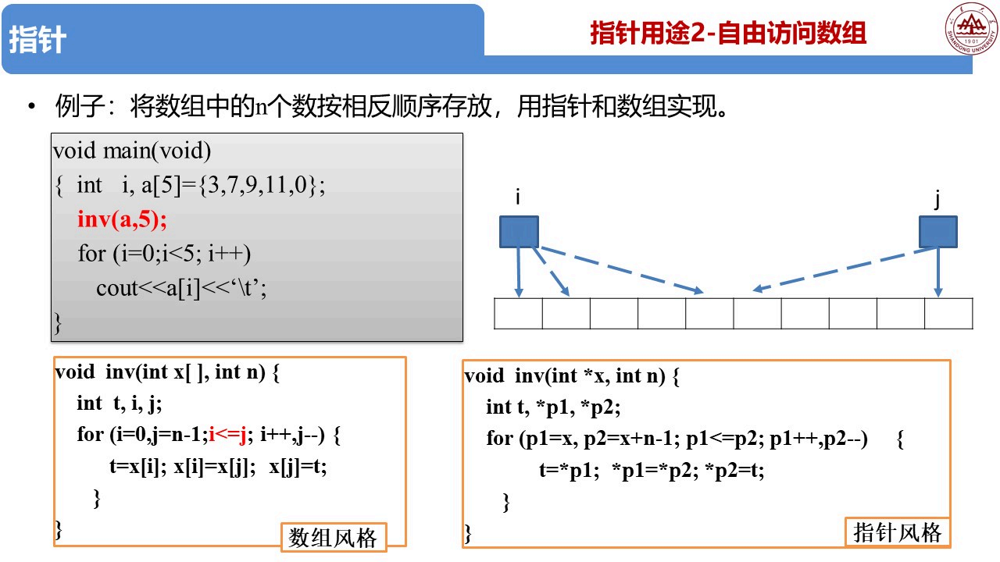 指针
指针用途2-自由访问数组
SHANDONG UNIVERSITY
1901
• 例子：将数组中的n个数按相反顺序存放，用指针和数组实现。
void main(void)
{ int i, a[5]={3,7,9,11,0};
inv(a,5);
for (i=0;i<5; i++)
cout<<a[i]<<‘\t’;
}
i
j
void inv(int x[ ], int n) {
int t, i, j;
for (i=0,j=n-1;i<=j; i++,j--) {
t=x[i]; x[i]=x[j]; x[j]=t;
}
}
数组风格
void inv(int *x, int n) {
int t, *p1, *p2;
for (p1=x, p2=x+n-1; p1<=p2; p1++,p2--) {
t=*p1; *p1=*p2; *p2=t;
}
}
指针风格